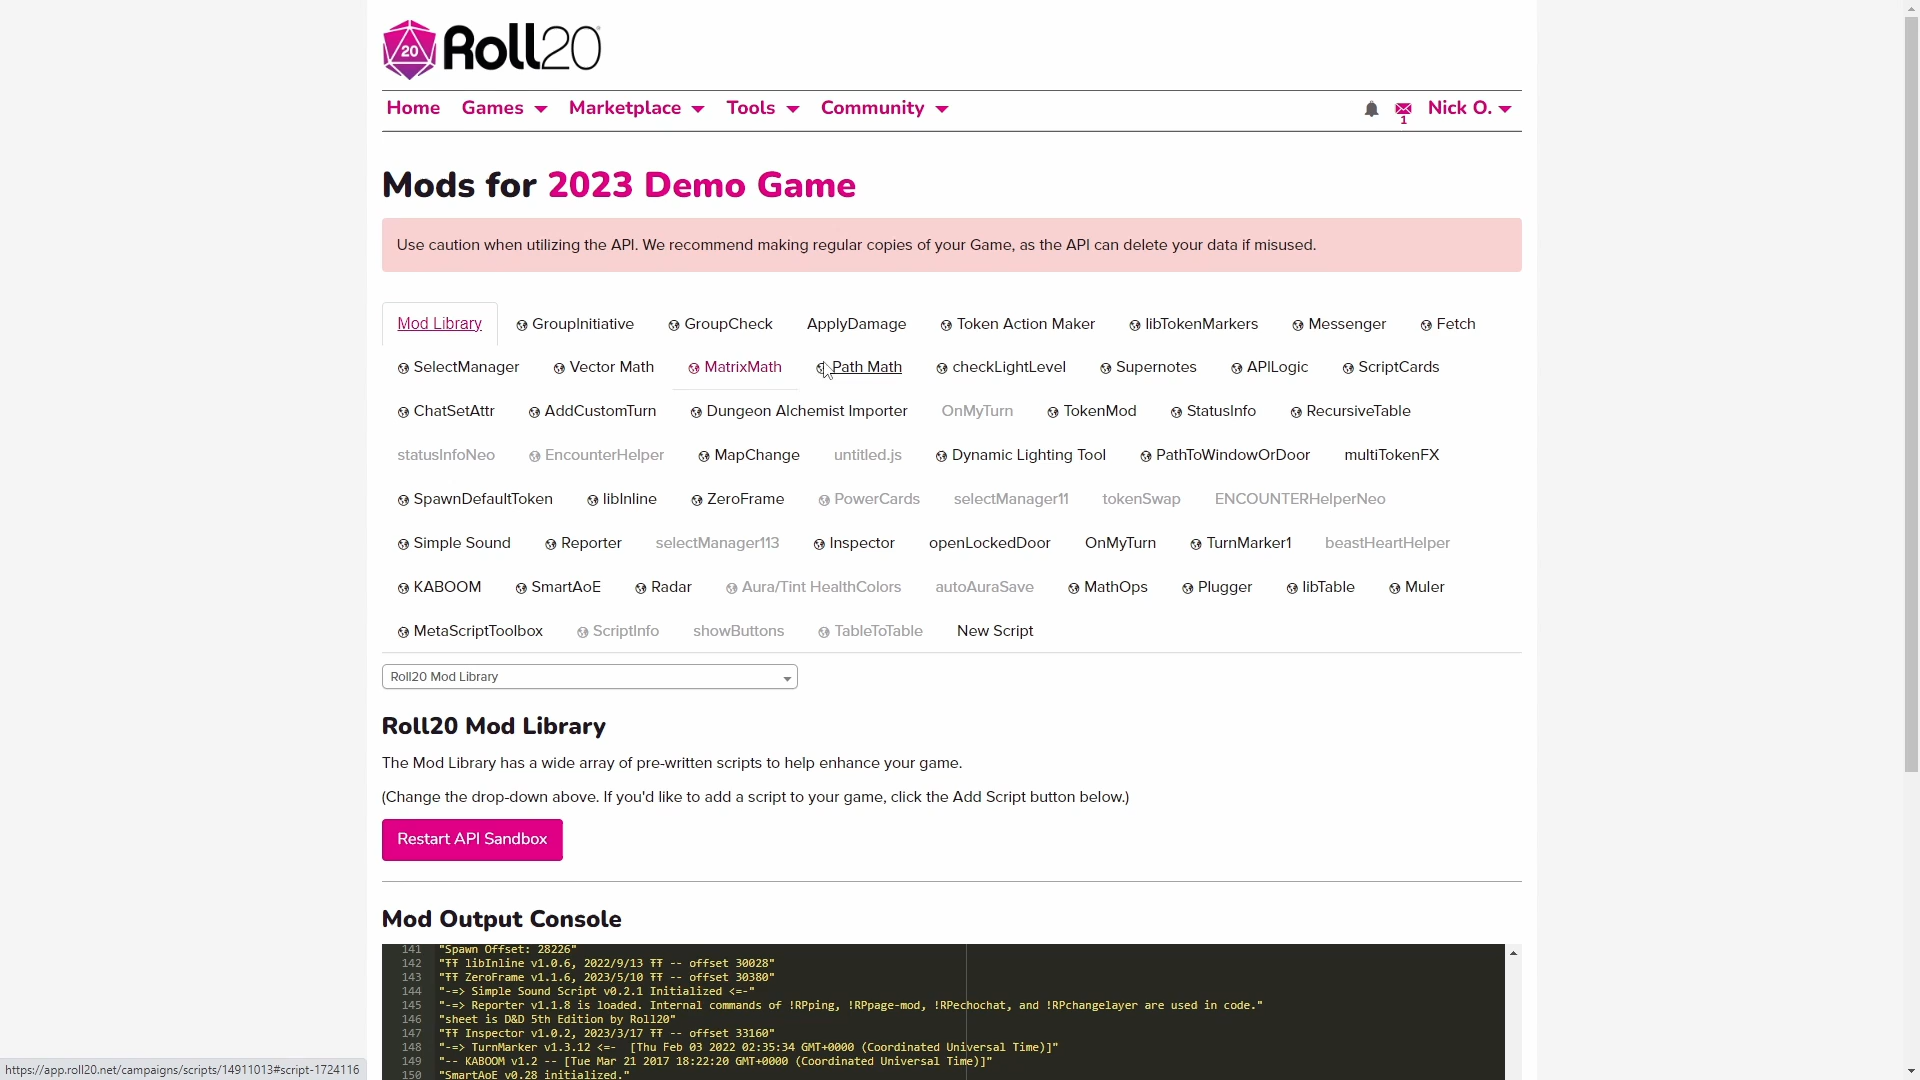 20 Roll20
Home Games Marketplace Tools Community 1 Nick O.
Mods for 2023 Demo Game
Use caution when utilizing the API. We recommend making regular copies of your Game, as the API can delete your data if misused.
Mod Library GroupInitiative GroupCheck ApplyDamage Token Action Maker libTokenMarkers Messenger Fetch
SelectManager Vector Math MatrixMath Path Math checkLightLevel Supernotes APILogic ScriptCards
ChatSetAttr AddCustomTurn Dungeon Alchemist Importer OnMyTurn TokenMod StatusInfo RecursiveTable
statusInfoNeo EncounterHelper MapChange untitled.js Dynamic Lighting Tool PathToWindowOrDoor multiTokenFX
SpawnDefaultToken libInline ZeroFrame PowerCards selectManager11 tokenSwap ENCOUNTERHelperNeo
Simple Sound Reporter selectManager113 Inspector openLockedDoor OnMyTurn TurnMarker1 beastHeartHelper
KABOOM SmartAoE Radar Aura/Tint HealthColors autoAuraSave MathOps Plugger libTable Muler
MetaScriptToolbox ScriptInfo showButtons TableToTable New Script
Roll20 Mod Library
Roll20 Mod Library
The Mod Library has a wide array of pre-written scripts to help enhance your game.
(Change the drop-down above. If you'd like to add a script to your game, click the Add Script button below.)
Restart API Sandbox
Mod Output Console
141 "Spawn Offset: 28226"
142 "ŦŦ libInline v1.0.6, 2022/9/13 ŦŦ -- offset 30028"
143 "ŦŦ ZeroFrame v1.1.6, 2023/5/10 ŦŦ -- offset 30380"
144 "-=> Simple Sound Script v0.2.1 Initialized <=-"
145 "-=> Reporter v1.1.8 is loaded. Internal commands of !RPping, !RPpage-mod, !RPechochat, and !RPchangelayer are used in code."
146 "sheet is D&D 5th Edition by Roll20"
147 "ŦŦ Inspector v1.0.2, 2023/3/17 ŦŦ -- offset 33160"
148 "-=> TurnMarker v1.3.12 <=-  [Thu Feb 03 2022 02:35:34 GMT+0000 (Coordinated Universal Time)]"
149 "-- KABOOM v1.2 -- [Tue Mar 21 2017 18:22:20 GMT+0000 (Coordinated Universal Time)]"
150 "SmartAoE v0.28 initialized."
https://app.roll20.net/campaigns/scripts/14911013#script-1724116